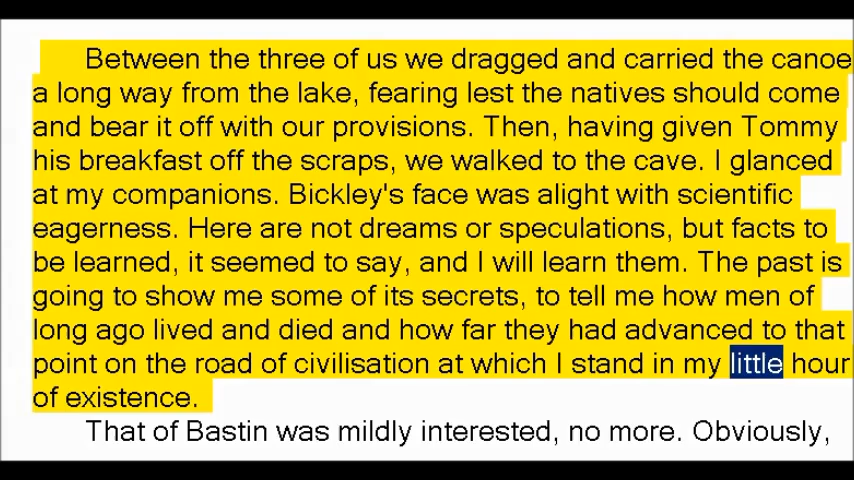 Between the three of us we dragged and carried the canoe
a long way from the lake, fearing lest the natives should come
and bear it off with our provisions. Then, having given Tommy
his breakfast off the scraps, we walked to the cave. I glanced
at my companions. Bickley's face was alight with scientific
eagerness. Here are not dreams or speculations, but facts to
be learned, it seemed to say, and I will learn them. The past is
going to show me some of its secrets, to tell me how men of
long ago lived and died and how far they had advanced to that
point on the road of civilisation at which I stand in my little hour
of existence.
That of Bastin was mildly interested, no more. Obviously,